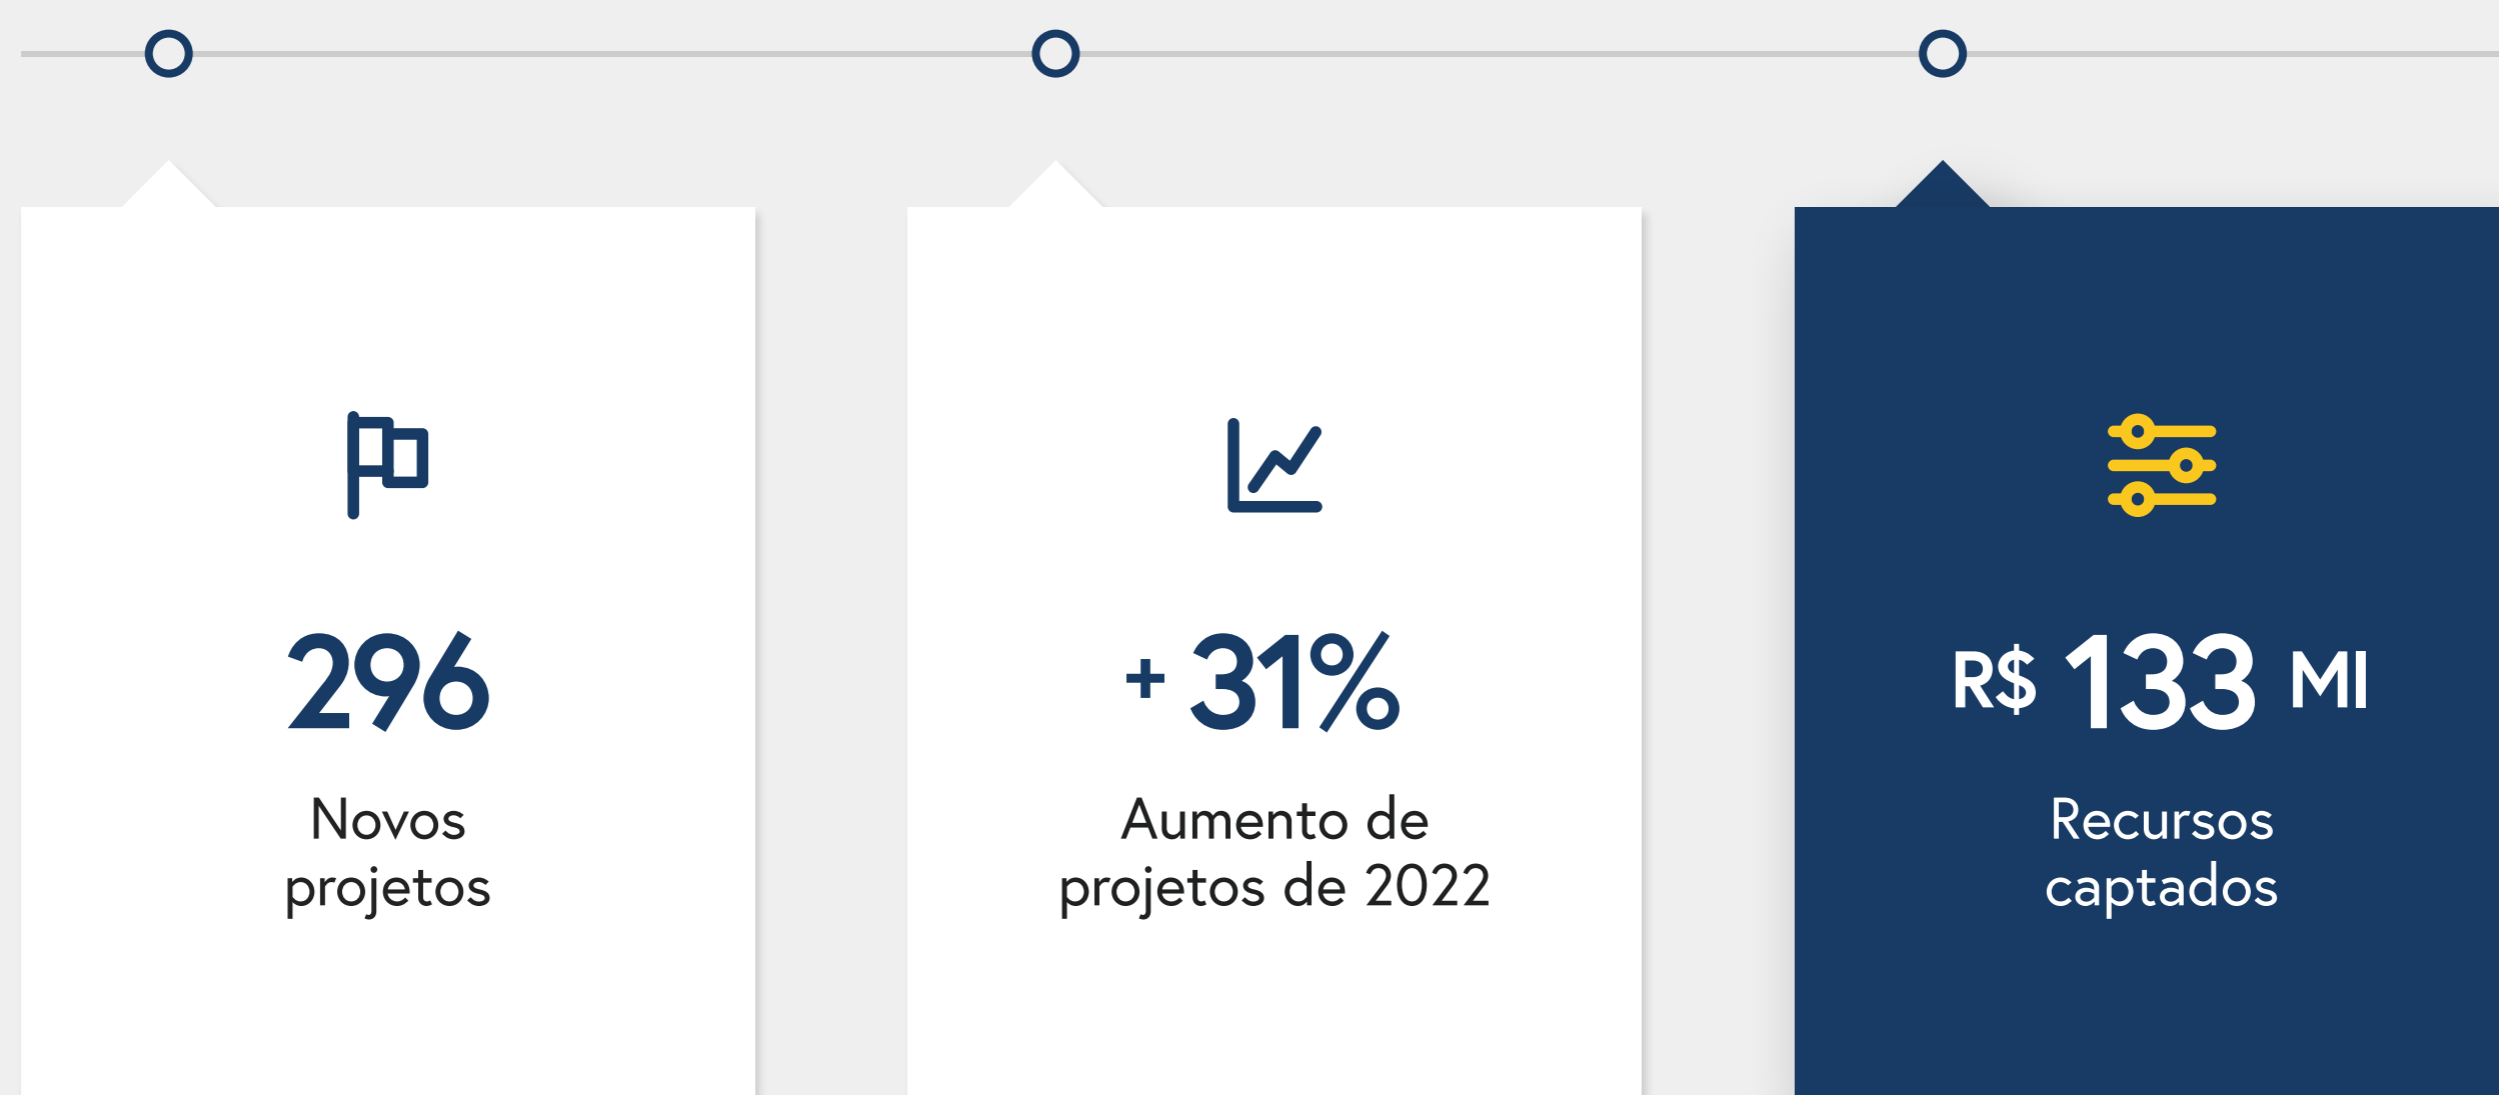 296
Novos
projetos
+ 31%
Aumento de
projetos de 2022
R$ 133 MI
Recursos
captados